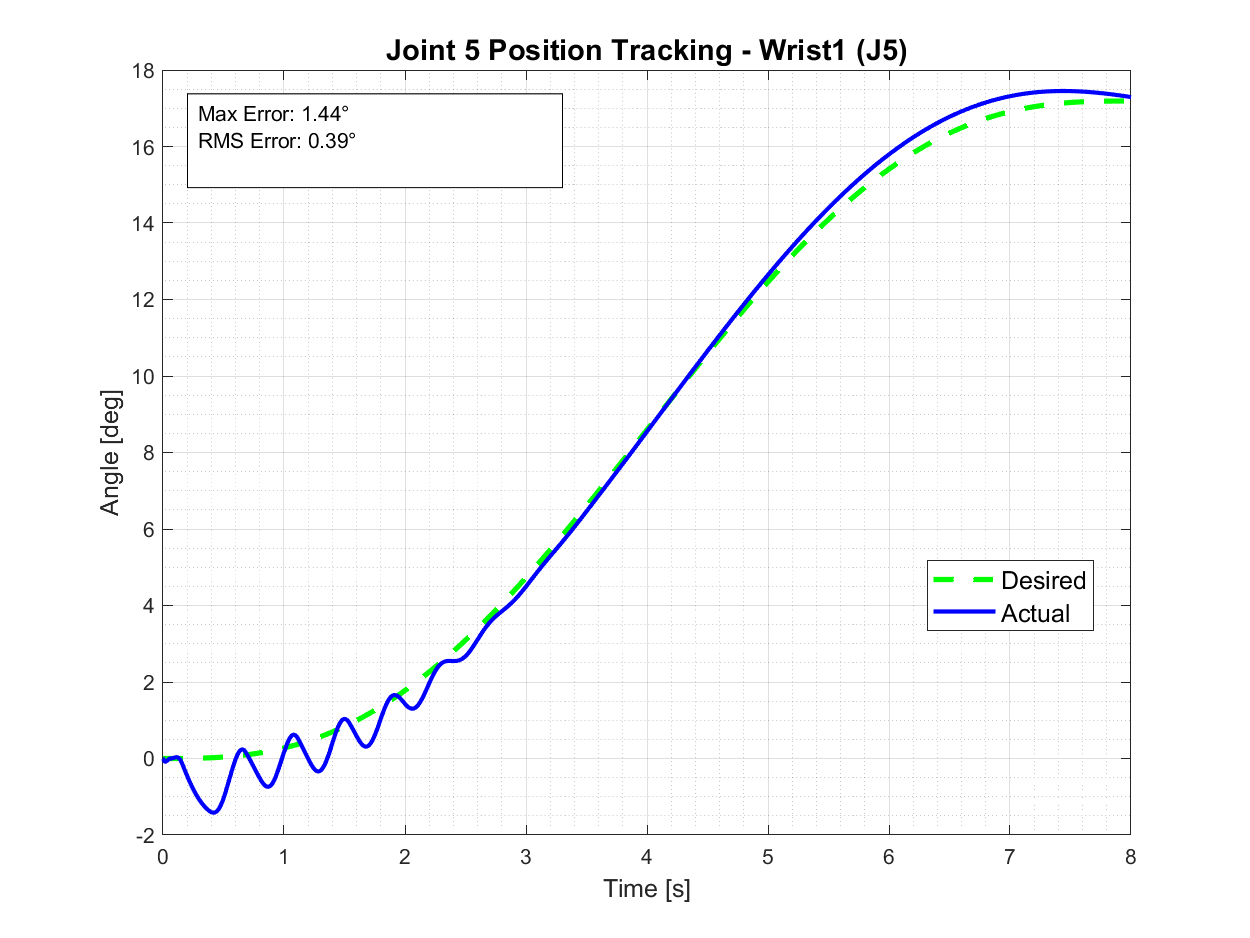 Joint 5 Position Tracking - Wrist1 (J5)
Max Error: 1.44°
RMS Error: 0.39°
18
16
14
12
10
8
6
4
2
0
-2
Angle [deg]
Desired
Actual
0 1 2 3 4 5 6 7 8
Time [s]